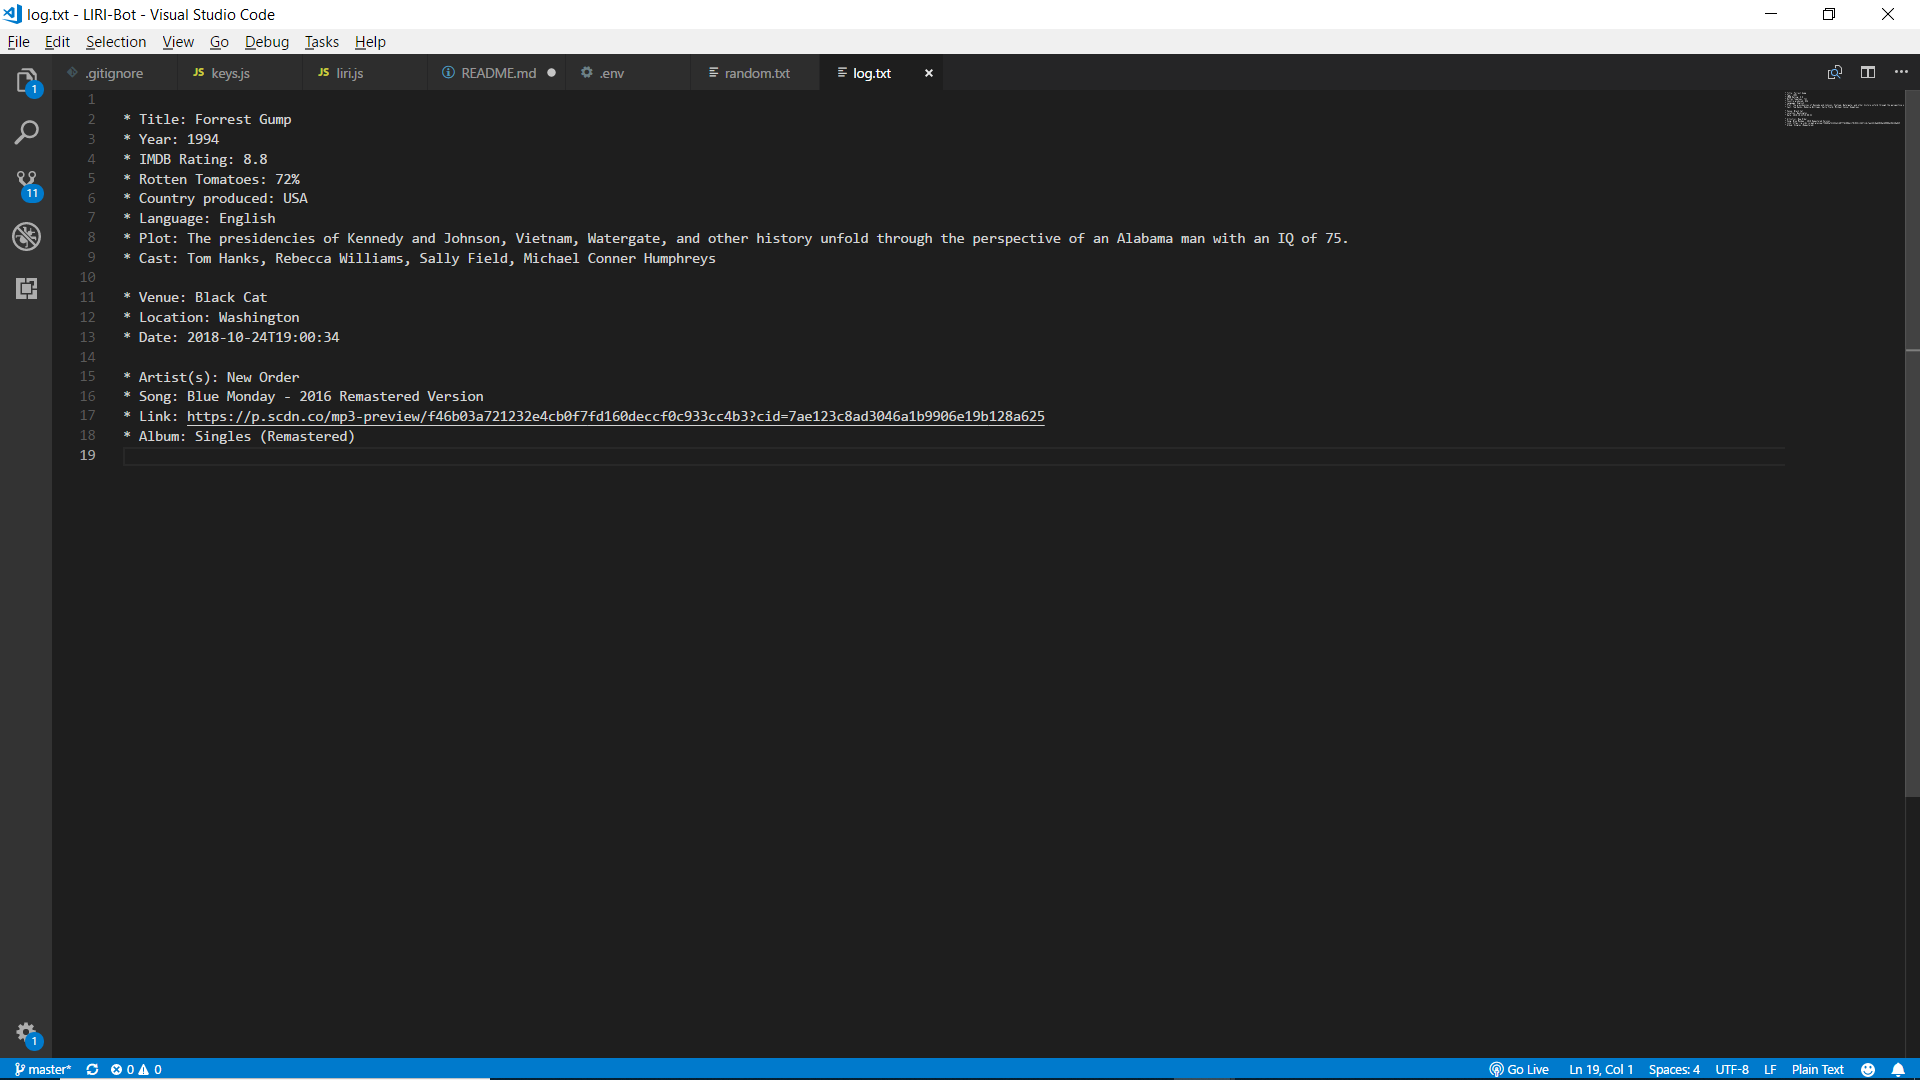 log.txt - LIRI-Bot - Visual Studio Code
File Edit Selection View Go Debug Tasks Help
.gitignore JS keys.js JS liri.js README.md .env random.txt log.txt
1
2 * Title: Forrest Gump
3 * Year: 1994
4 * IMDB Rating: 8.8
5 * Rotten Tomatoes: 72%
6 * Country produced: USA
7 * Language: English
8 * Plot: The presidencies of Kennedy and Johnson, Vietnam, Watergate, and other history unfold through the perspective of an Alabama man with an IQ of 75.
9 * Cast: Tom Hanks, Rebecca Williams, Sally Field, Michael Conner Humphreys
10
11 * Venue: Black Cat
12 * Location: Washington
13 * Date: 2018-10-24T19:00:34
14
15 * Artist(s): New Order
16 * Song: Blue Monday - 2016 Remastered Version
17 * Link: https://p.scdn.co/mp3-preview/f46b03a721232e4cb0f7fd160deccf0c933cc4b3?cid=7ae123c8ad3046a1b9906e19b128a625
18 * Album: Singles (Remastered)
19
1
11
1
master* 0 0 Go Live Ln 19, Col 1 Spaces: 4 UTF-8 LF Plain Text